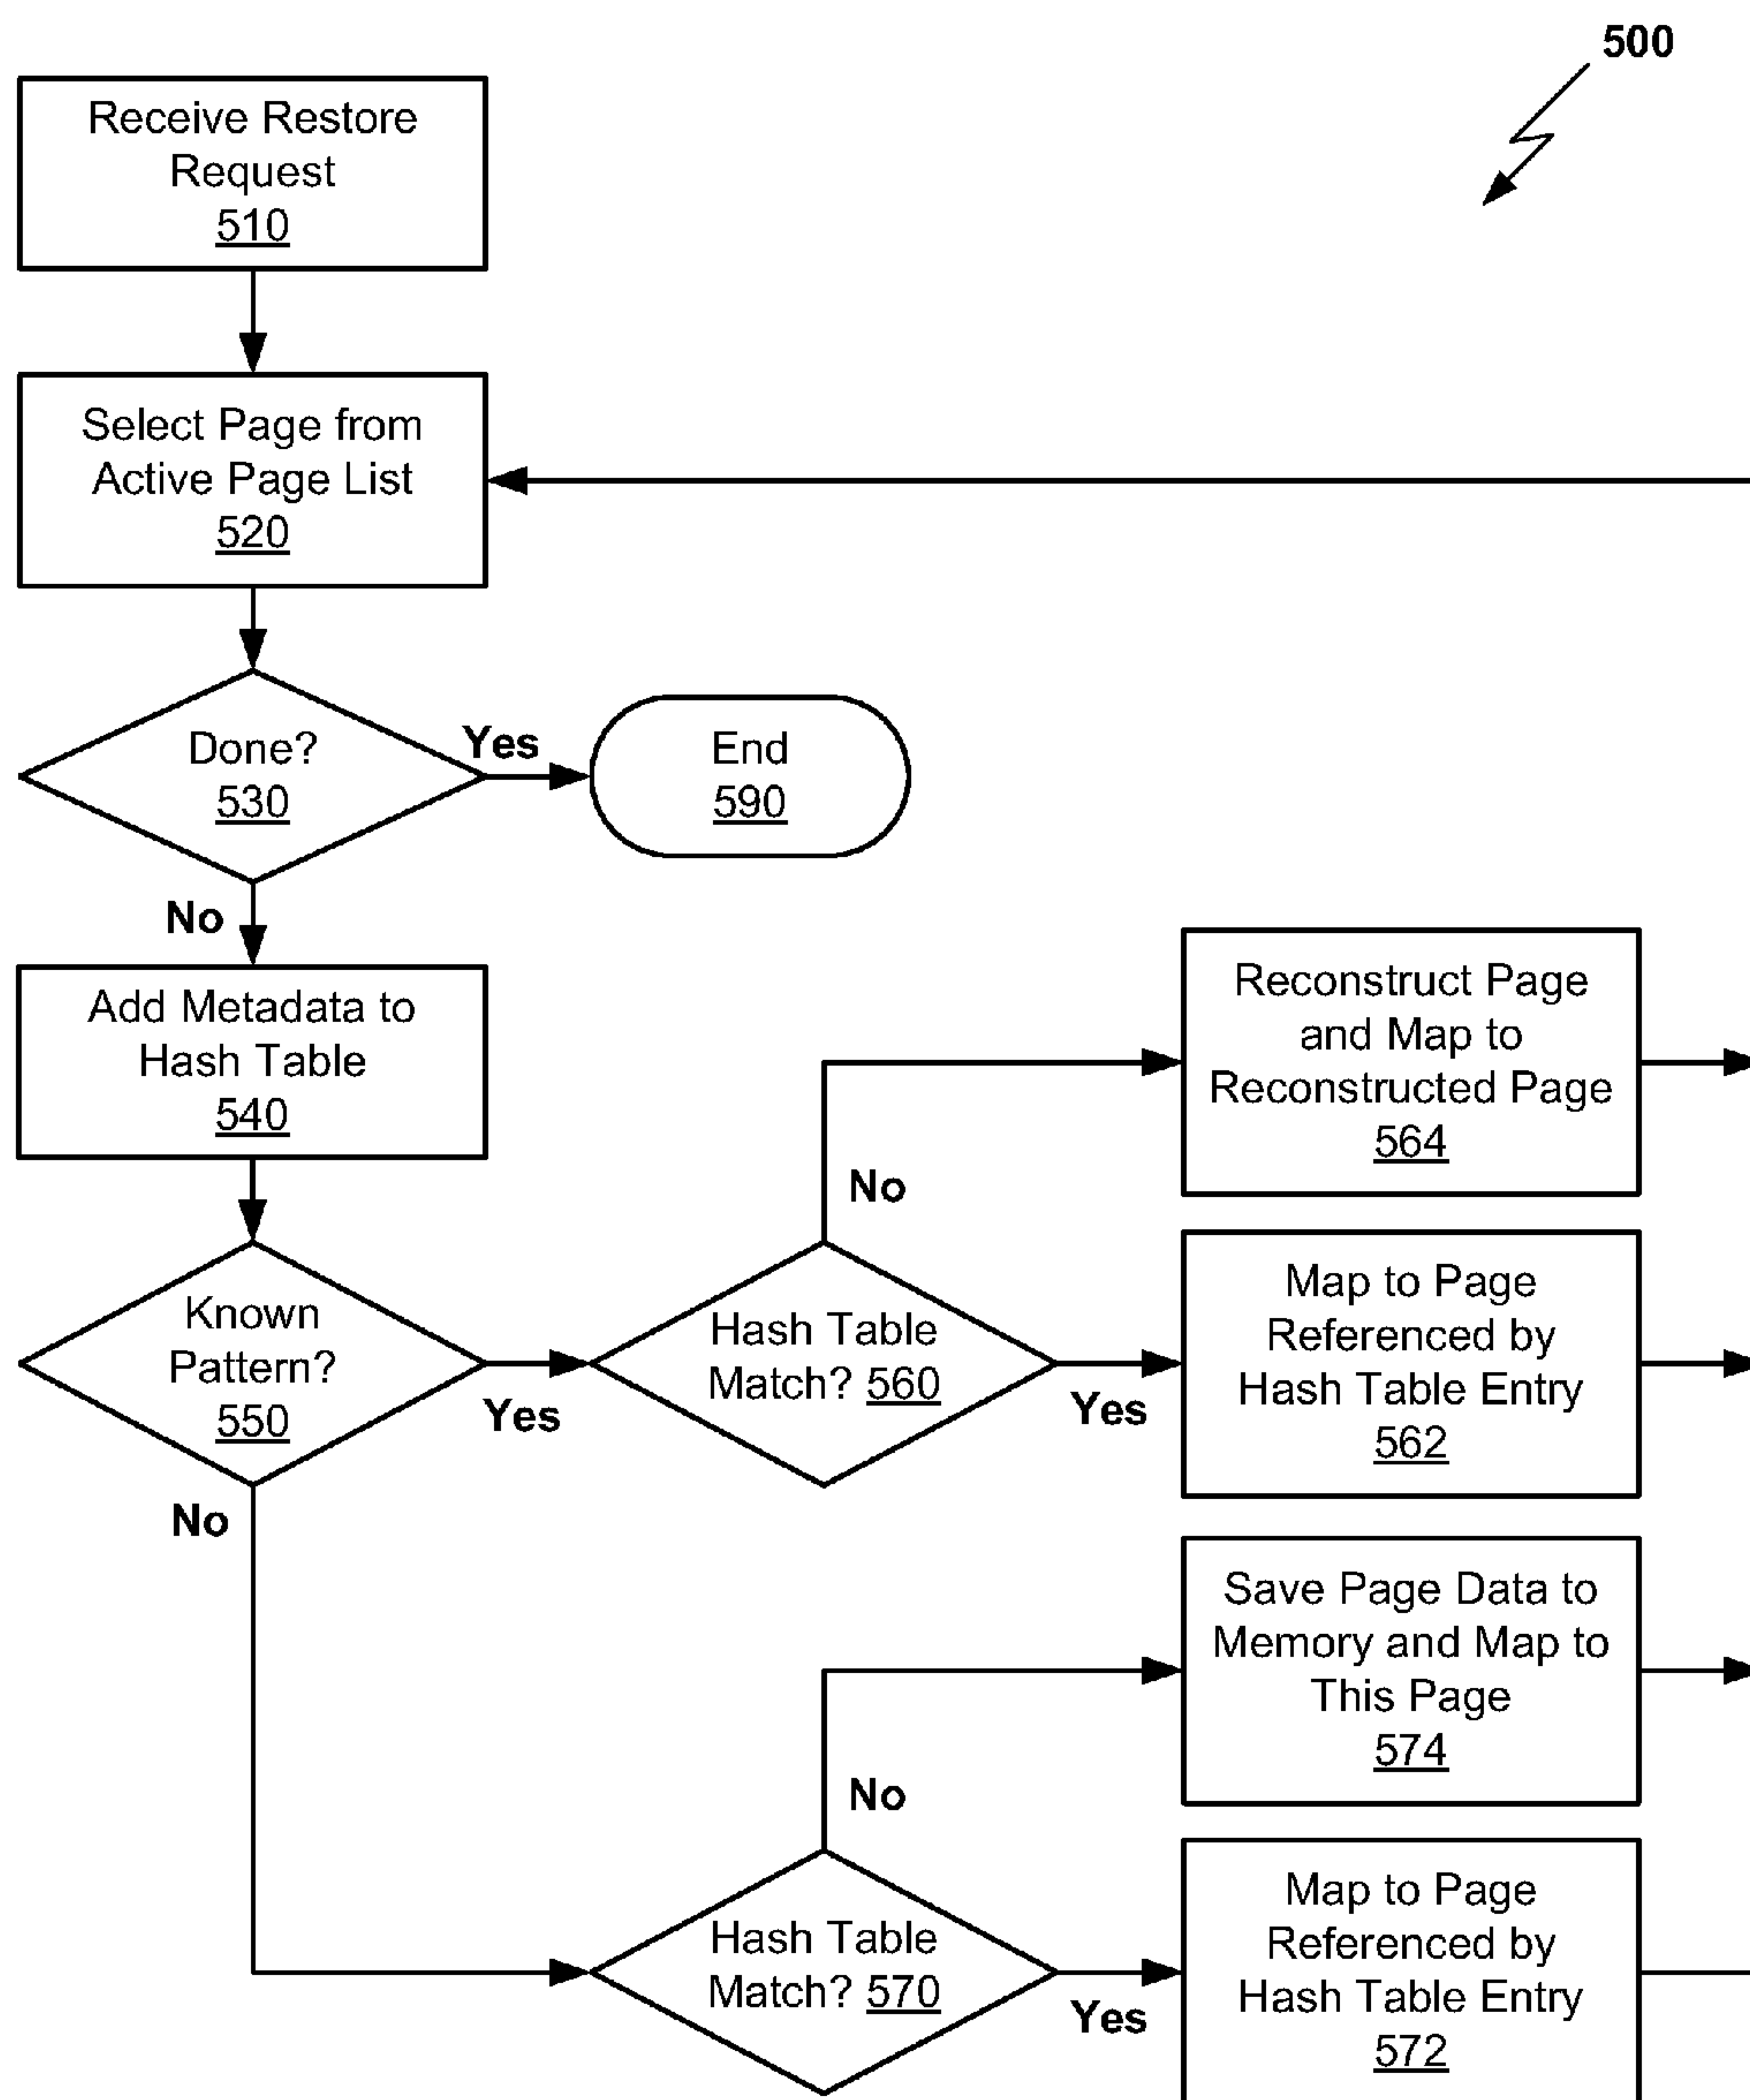 500
Receive Restore
Request
510
Select Page from
Active Page List
520
Done?
530
Yes
End
590
No
Add Metadata to
Hash Table
540
Reconstruct Page
and Map to
Reconstructed Page
564
No
Known
Pattern?
550
Yes
Hash Table
Match? 560
Yes
Map to Page
Referenced by
Hash Table Entry
562
No
Save Page Data to
Memory and Map to
This Page
574
No
Hash Table
Match? 570
Yes
Map to Page
Referenced by
Hash Table Entry
572